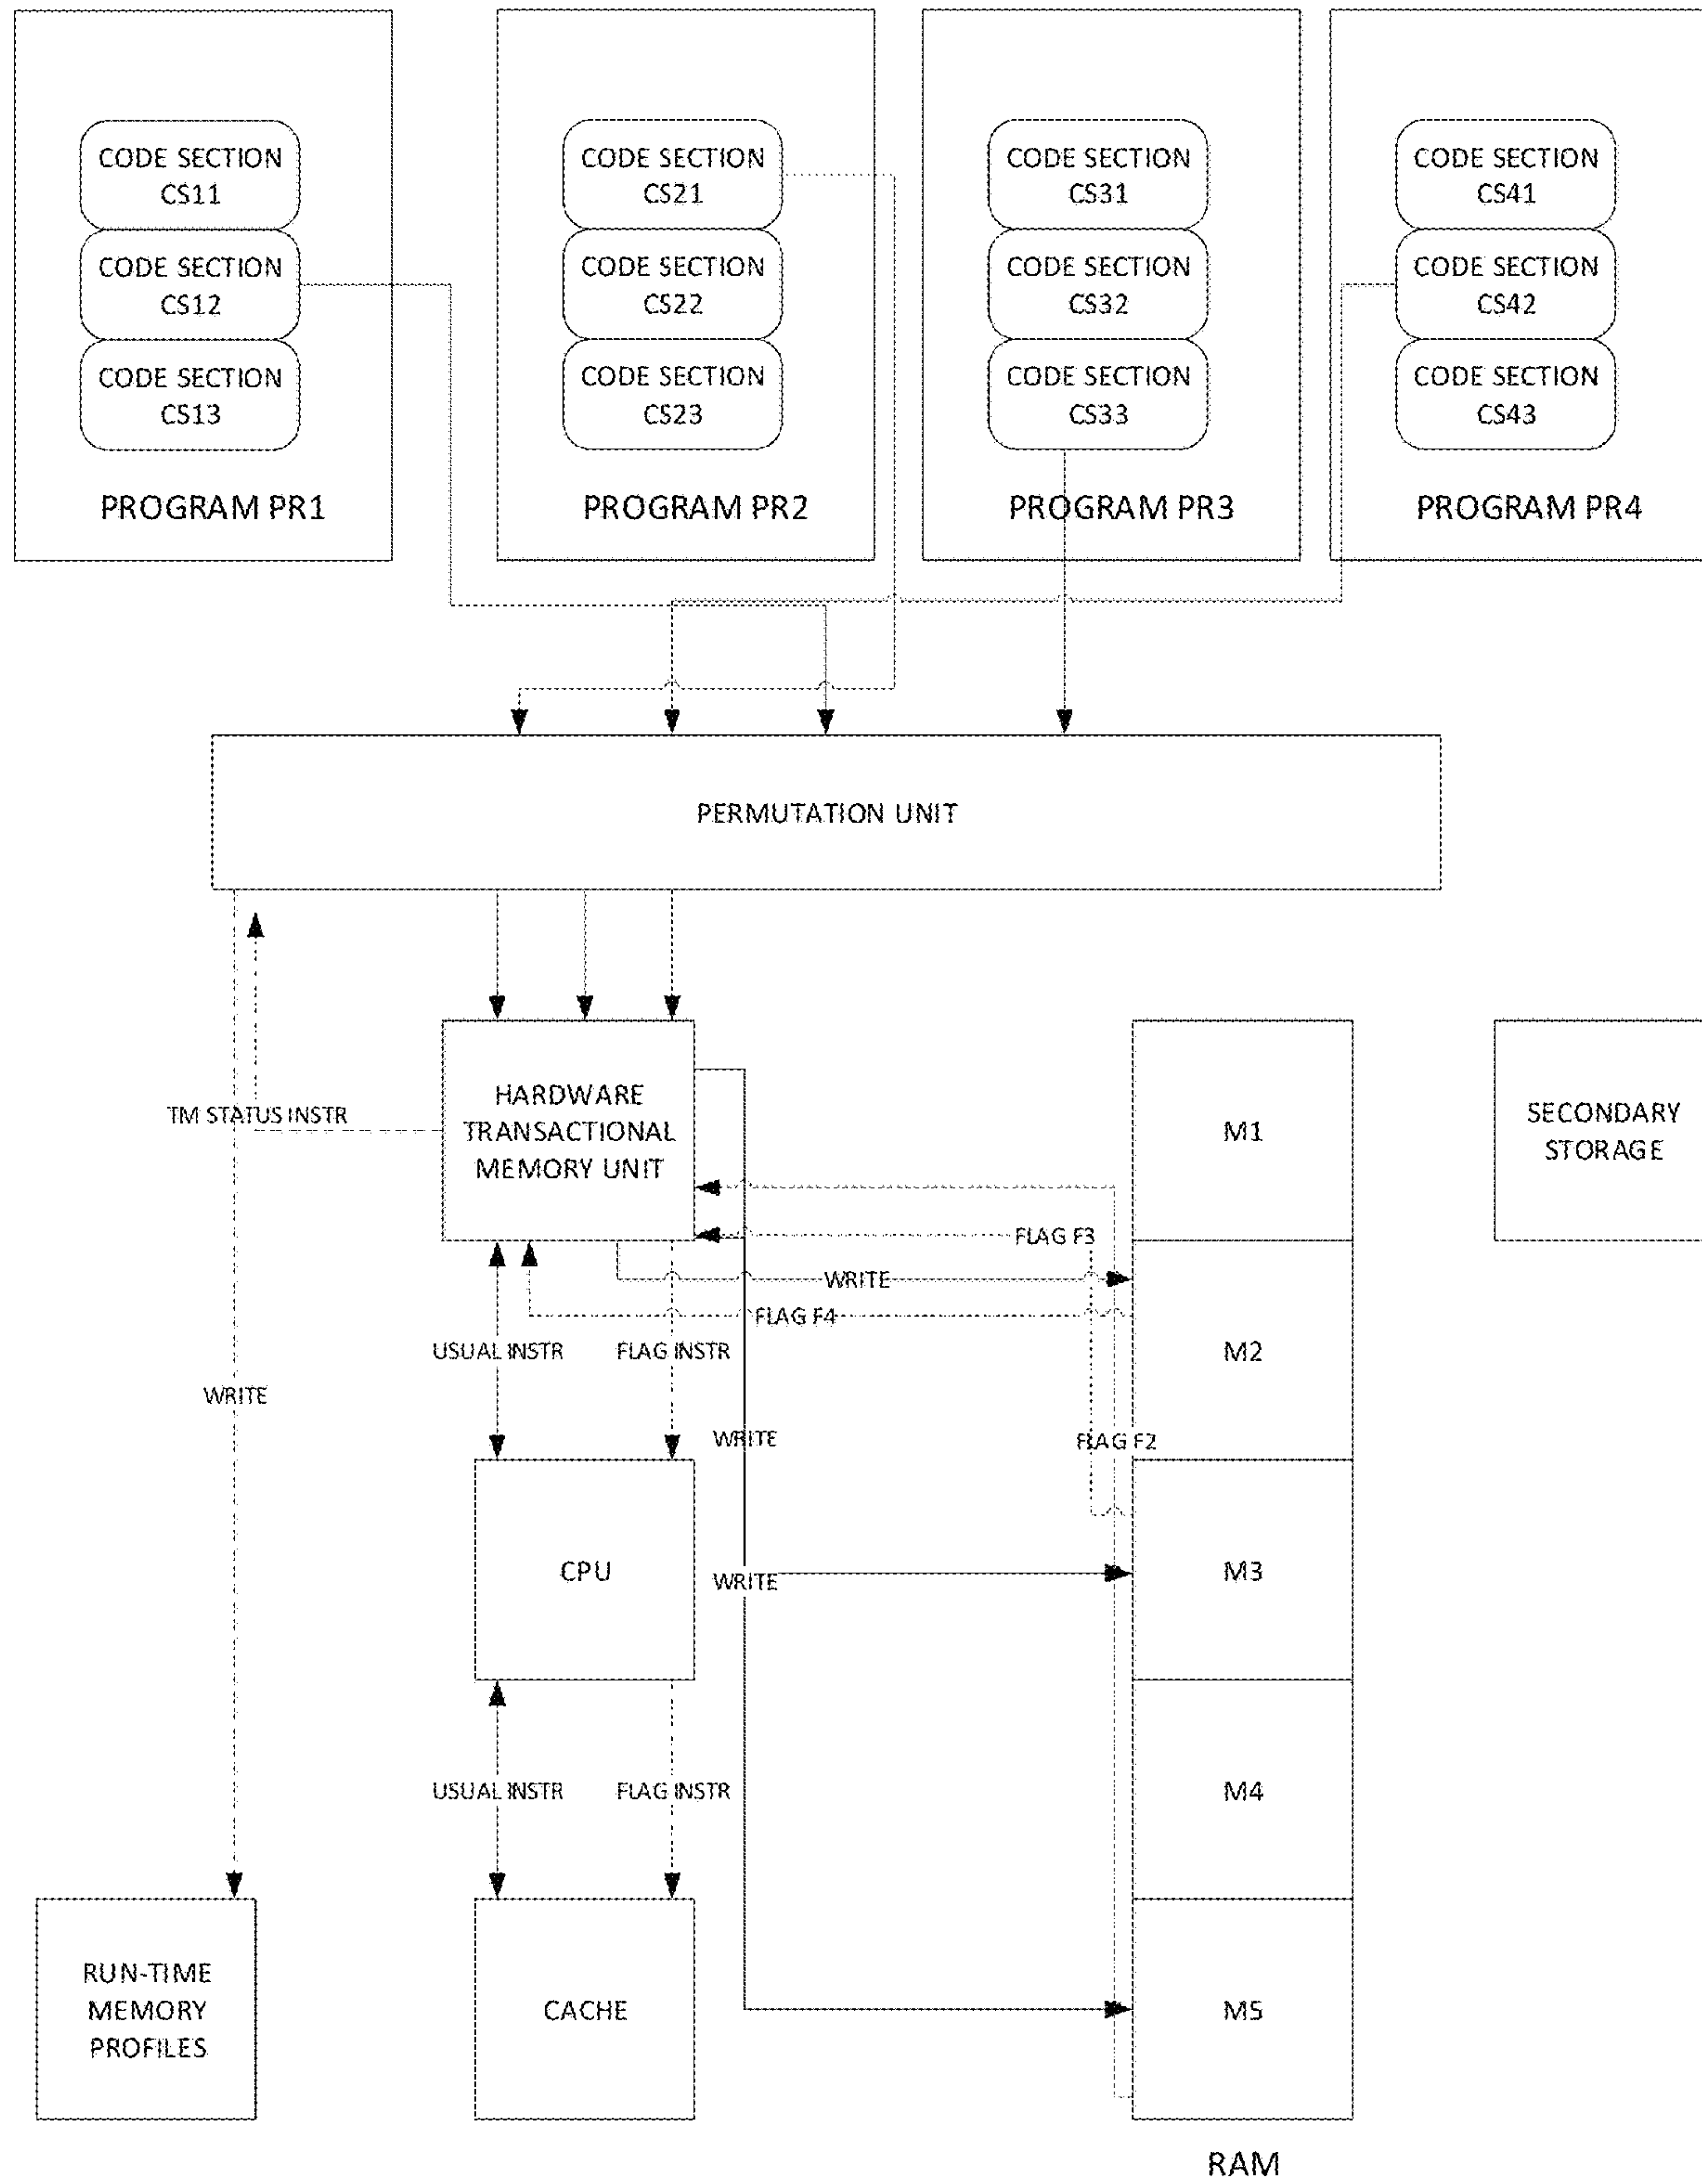 CODE SECTION
CS11
CODE SECTION
CS12
CODE SECTION
CS13
PROGRAM PR1
CODE SECTION
CS21
CODE SECTION
CS22
CODE SECTION
CS23
PROGRAM PR2
CODE SECTION
CS31
CODE SECTION
CS32
CODE SECTION
CS33
PROGRAM PR3
CODE SECTION
CS41
CODE SECTION
CS42
CODE SECTION
CS43
PROGRAM PR4
PERMUTATION UNIT
TM STATUS INSTR
HARDWARE
TRANSACTIONAL
MEMORY UNIT
M1
SECONDARY
STORAGE
FLAG F3
WRITE
FLAG F4
USUAL INSTR
FLAG INSTR
M2
WRITE
WRITE
FLAG F2
CPU
WRITE
M3
USUAL INSTR
FLAG INSTR
M4
RUN-TIME
MEMORY
PROFILES
CACHE
M5
RAM